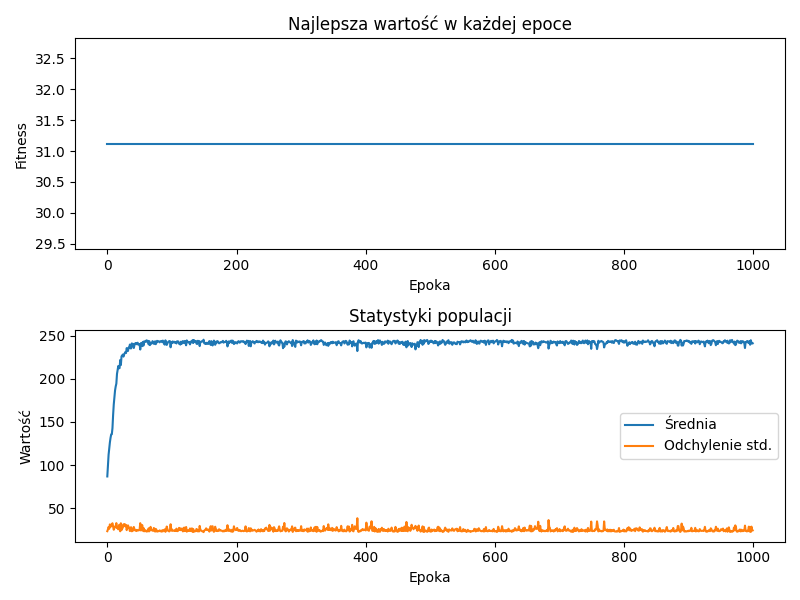 Najlepsza wartość w każdej epoce
32.5
32.0
31.5
31.0
30.5
30.0
29.5
Fitness
0 200 400 600 800 1000
Epoka
Statystyki populacji
250
200
150
100
50
Wartość
Średnia
Odchylenie std.
0 200 400 600 800 1000
Epoka